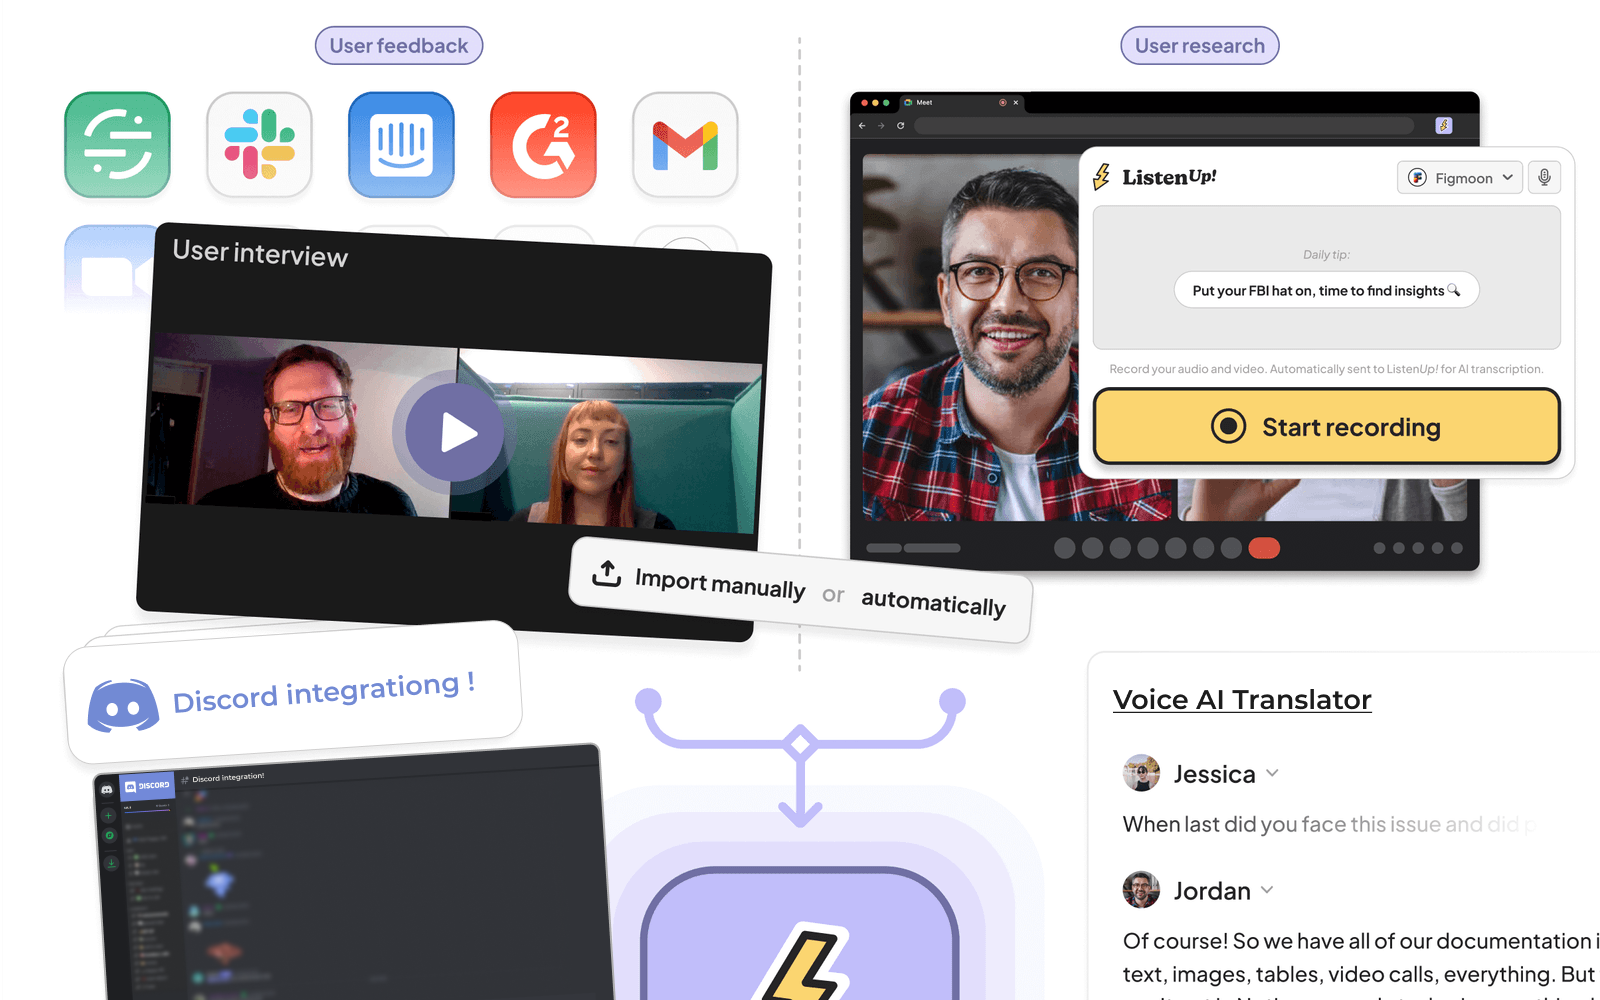 User feedback
User research
G2
Meet
ListenUp!
Figmoon
Daily tip:
Put your FBI hat on, time to find insights
Record your audio and video. Automatically sent to ListenUp! for AI transcription.
Start recording
User interview
Import manually or automatically
Discord integrationg !
DISCORD
# Discord integration!
Voice AI Translator
Jessica
When last did you face this issue and did
Jordan
Of course! So we have all of our documentation
text, images, tables, video calls, everything. But